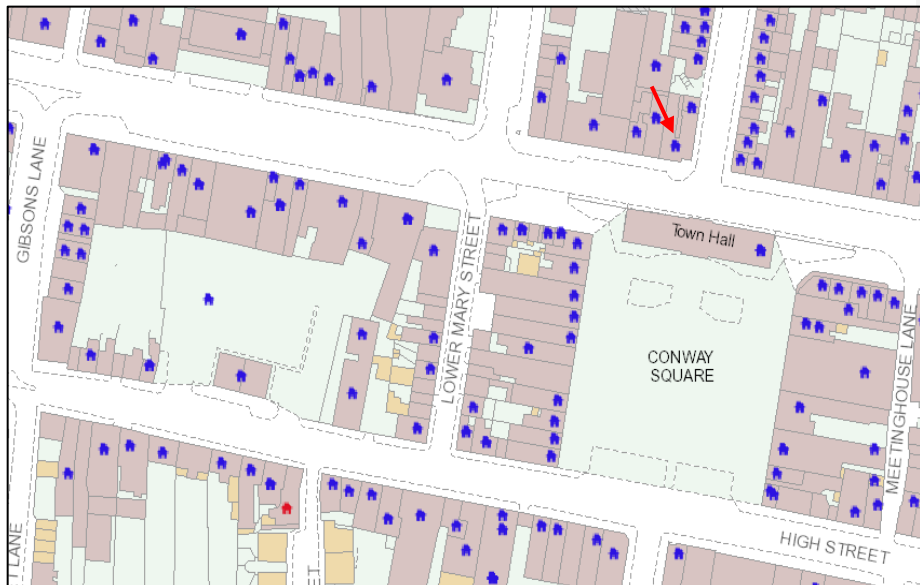 GIBSONS LANE
LOWER MARY STREET
Town Hall
CONWAY
SQUARE
MEETINGHOUSE LANE
HIGH STREET
LANE